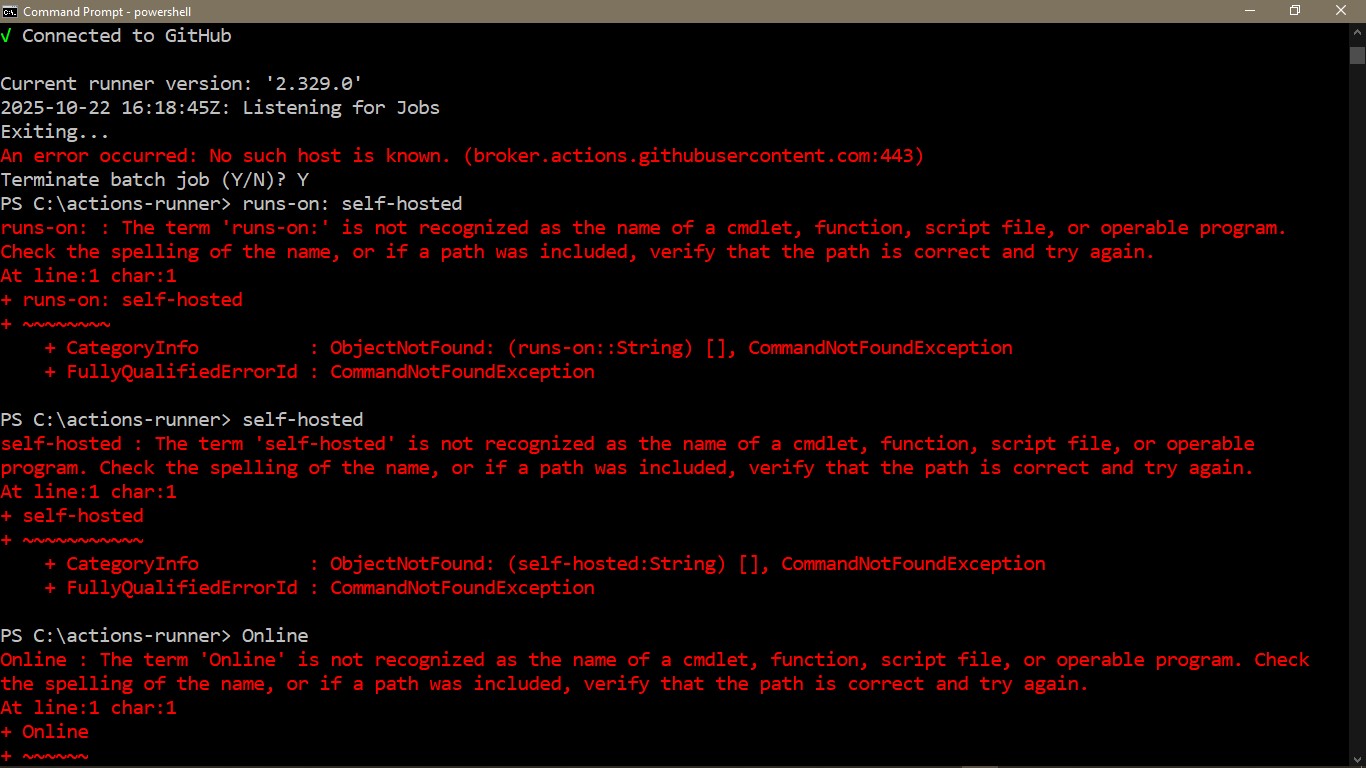 Command Prompt - powershell
√ Connected to GitHub
Current runner version: '2.329.0'
2025-10-22 16:18:45Z: Listening for Jobs
Exiting...
An error occurred: No such host is known. (broker.actions.githubusercontent.com:443)
Terminate batch job (Y/N)? Y
PS C:\actions-runner> runs-on: self-hosted
runs-on: : The term 'runs-on:' is not recognized as the name of a cmdlet, function, script file, or operable program.
Check the spelling of the name, or if a path was included, verify that the path is correct and try again.
At line:1 char:1
+ runs-on: self-hosted
+ ~~~~~~~~
    + CategoryInfo          : ObjectNotFound: (runs-on::String) [], CommandNotFoundException
    + FullyQualifiedErrorId : CommandNotFoundException
PS C:\actions-runner> self-hosted
self-hosted : The term 'self-hosted' is not recognized as the name of a cmdlet, function, script file, or operable
program. Check the spelling of the name, or if a path was included, verify that the path is correct and try again.
At line:1 char:1
+ self-hosted
+ ~~~~~~~~~~~
    + CategoryInfo          : ObjectNotFound: (self-hosted:String) [], CommandNotFoundException
    + FullyQualifiedErrorId : CommandNotFoundException
PS C:\actions-runner> Online
Online : The term 'Online' is not recognized as the name of a cmdlet, function, script file, or operable program. Check
the spelling of the name, or if a path was included, verify that the path is correct and try again.
At line:1 char:1
+ Online
+ ~~~~~~